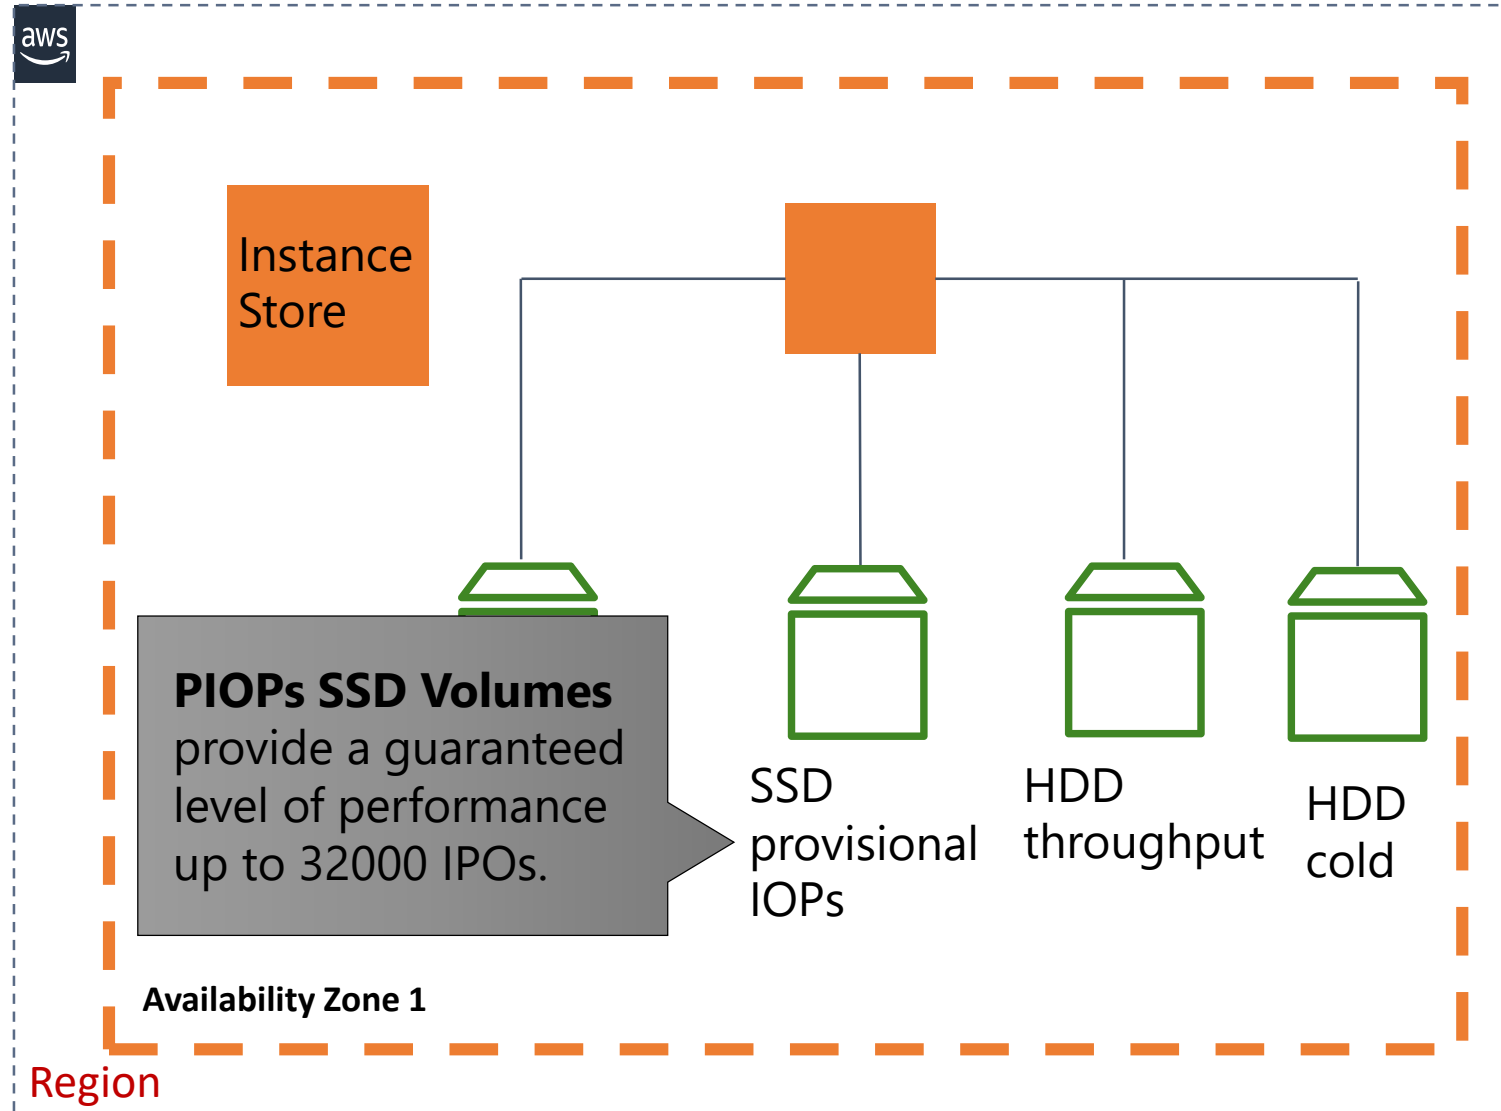 aws
Instance
Store
PIOPs SSD Volumes
provide a guaranteed
level of performance
up to 32000 IPOs.
SSD
provisional
IOPs
HDD
throughput
HDD
cold
Availability Zone 1
Region